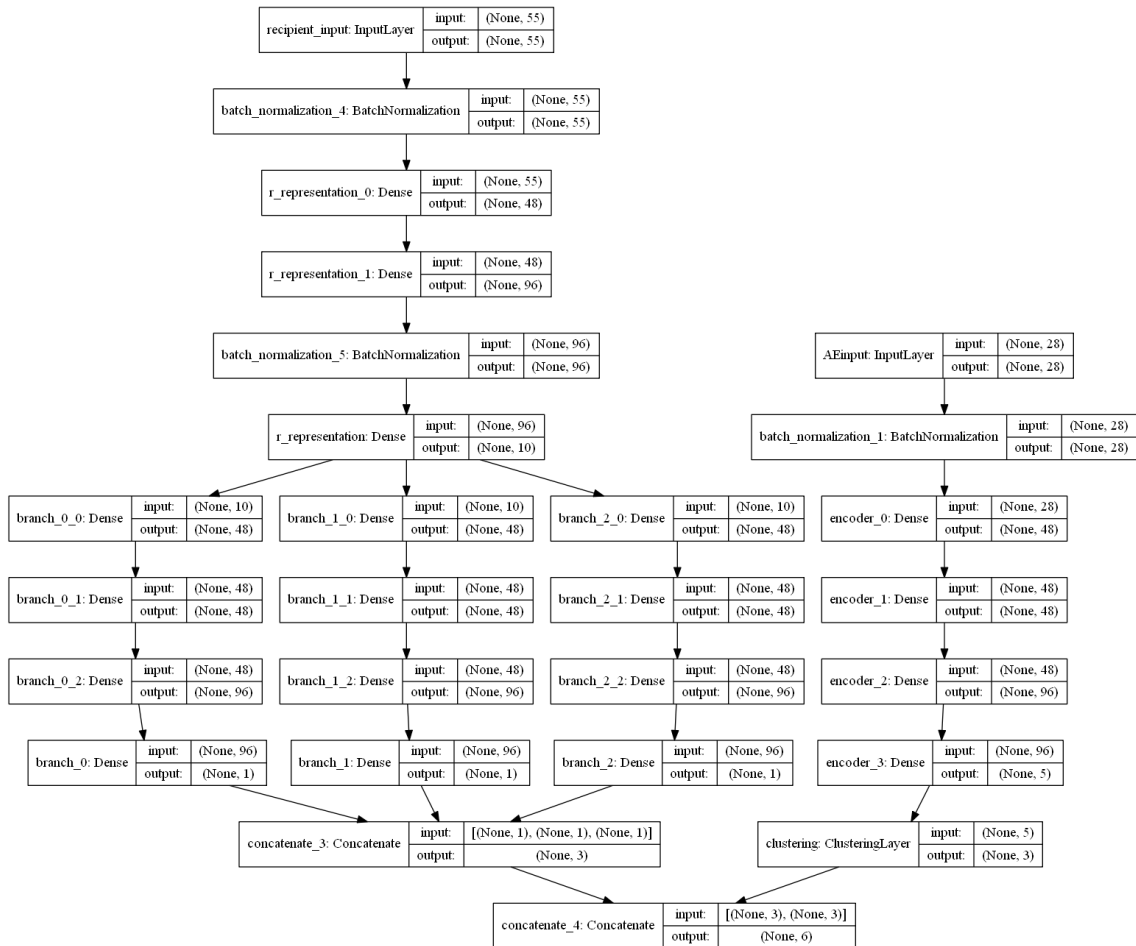 recipient_input: InputLayer input: (None, 55)
output: (None, 55)
batch_normalization_4: BatchNormalization input: (None, 55)
output: (None, 55)
r_representation_0: Dense input: (None, 55)
output: (None, 48)
r_representation_1: Dense input: (None, 48)
output: (None, 96)
batch_normalization_5: BatchNormalization input: (None, 96)
output: (None, 96)
AEinput: InputLayer input: (None, 28)
output: (None, 28)
r_representation: Dense input: (None, 96)
output: (None, 10)
batch_normalization_1: BatchNormalization input: (None, 28)
output: (None, 28)
branch_0_0: Dense input: (None, 10)
output: (None, 48)
branch_1_0: Dense input: (None, 10)
output: (None, 48)
branch_2_0: Dense input: (None, 10)
output: (None, 48)
encoder_0: Dense input: (None, 28)
output: (None, 48)
branch_0_1: Dense input: (None, 48)
output: (None, 48)
branch_1_1: Dense input: (None, 48)
output: (None, 48)
branch_2_1: Dense input: (None, 48)
output: (None, 48)
encoder_1: Dense input: (None, 48)
output: (None, 48)
branch_0_2: Dense input: (None, 48)
output: (None, 96)
branch_1_2: Dense input: (None, 48)
output: (None, 96)
branch_2_2: Dense input: (None, 48)
output: (None, 96)
encoder_2: Dense input: (None, 48)
output: (None, 96)
branch_0: Dense input: (None, 96)
output: (None, 1)
branch_1: Dense input: (None, 96)
output: (None, 1)
branch_2: Dense input: (None, 96)
output: (None, 1)
encoder_3: Dense input: (None, 96)
output: (None, 5)
concatenate_3: Concatenate input: [(None, 1), (None, 1), (None, 1)]
output: (None, 3)
clustering: ClusteringLayer input: (None, 5)
output: (None, 3)
concatenate_4: Concatenate input: [(None, 3), (None, 3)]
output: (None, 6)